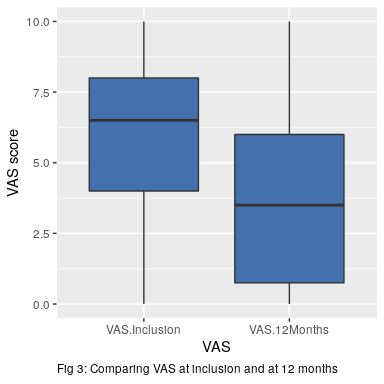 10.0
7.5
5.0
2.5
0.0
VAS score
VAS.Inclusion VAS.12Months
VAS
Fig 3: Comparing VAS at inclusion and at 12 months